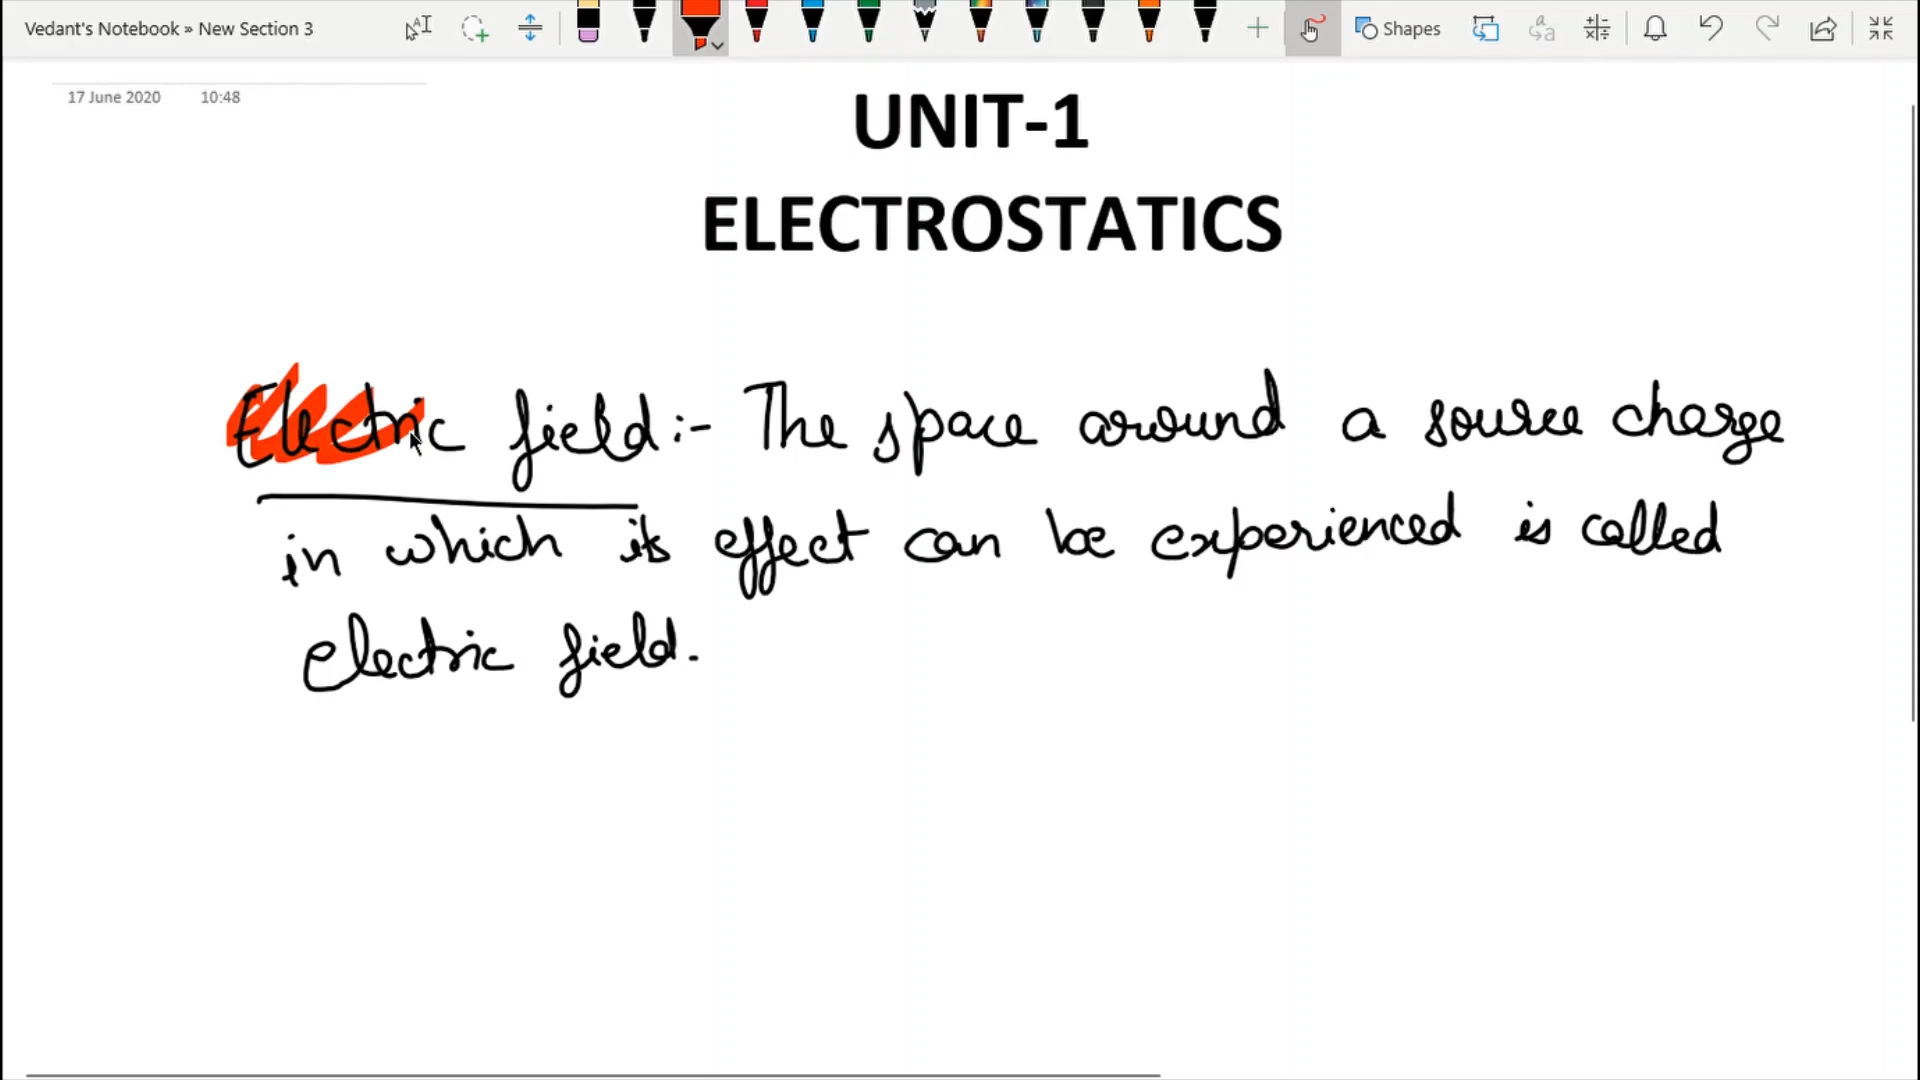 Vedant's Notebook » New Section 3
Shapes
17 June 2020 10:48
UNIT-1
ELECTROSTATICS
Electric field :- The space around a source charge
in which its effect can be experienced is called
electric field.